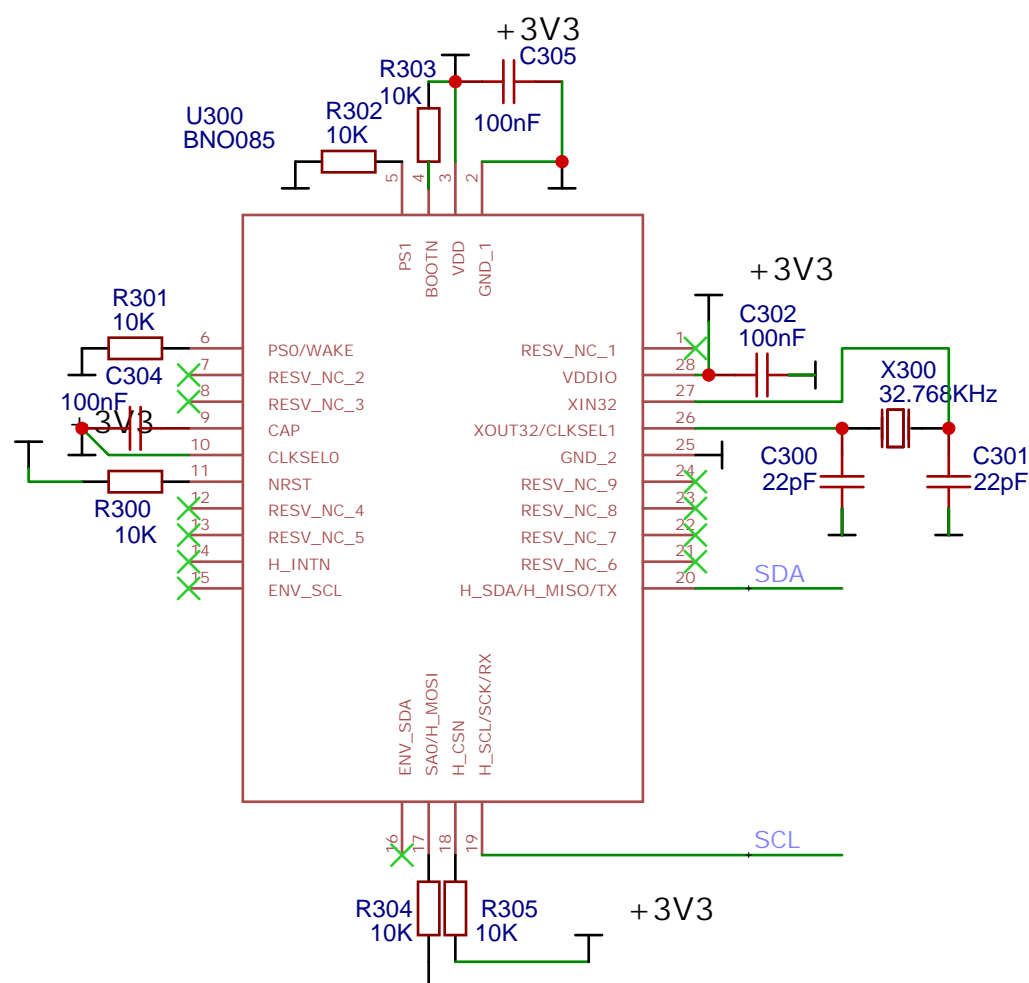 +3V3
C305
R303
10K
100nF
U300
BNO085
R302
10K
5
4
3
2
PS1
BOOTN
VDD
GND_1
+3V3
C302
100nF
R301
10K
6
PS0/WAKE
RESV_NC_1
1
7
RESV_NC_2
VDDIO
28
X300
32.768KHz
C304
100nF
8
RESV_NC_3
XIN32
27
+3V3
9
CAP
XOUT32/CLKSEL1
26
10
CLKSEL0
GND_2
25
C300
22pF
C301
22pF
11
NRST
RESV_NC_9
24
R300
10K
12
RESV_NC_4
RESV_NC_8
23
13
RESV_NC_5
RESV_NC_7
22
14
H_INTN
RESV_NC_6
21
15
ENV_SCL
H_SDA/H_MISO/TX
20
SDA
ENV_SDA
SA0/H_MOSI
H_CSN
H_SCL/SCK/RX
16
17
18
19
SCL
R304
10K
R305
10K
+3V3